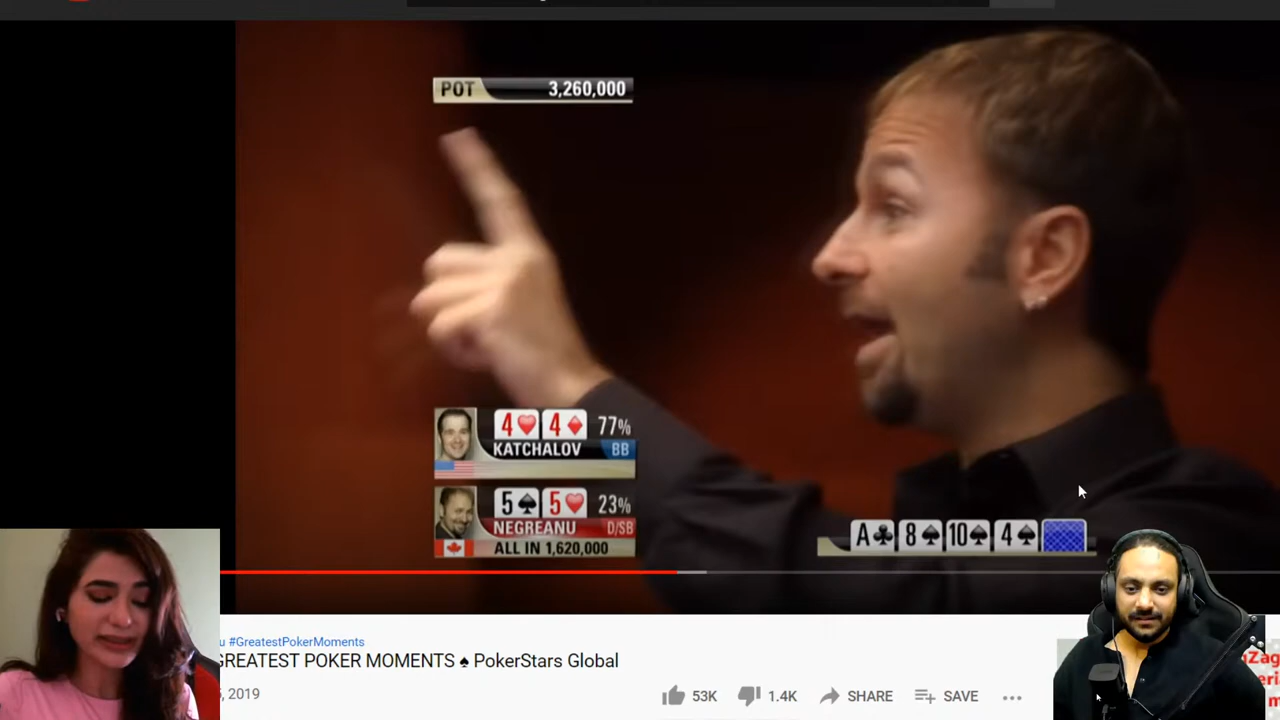 POT 3,260,000
4 4 77%
KATCHALOV BB
5 5 23%
NEGREANU D/SB
ALL IN 1,620,000
A♣ 8♠ 10♠ 4♠
u #GreatestPokerMoments
GREATEST POKER MOMENTS ♠ PokerStars Global
, 2019
53K 1.4K SHARE SAVE